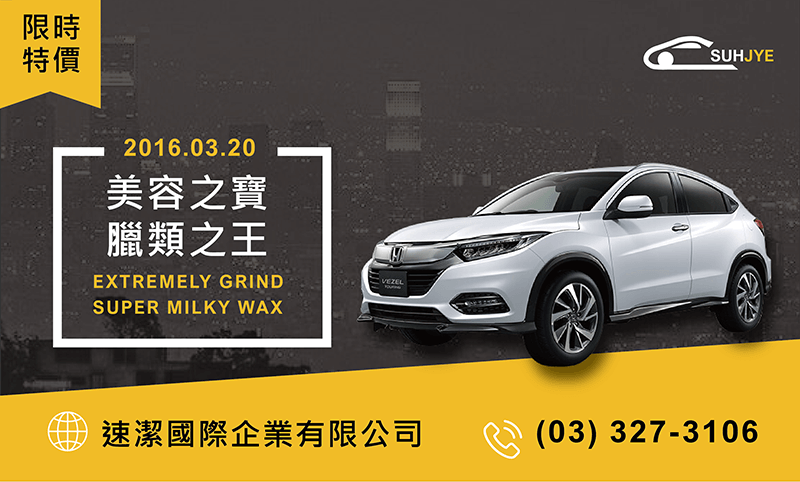 限時
特價
SUHJYE
2016.03.20
美容之寶
臘類之王
EXTREMELY GRIND
SUPER MILKY WAX
VEZEL
速潔國際企業有限公司
(03) 327-3106